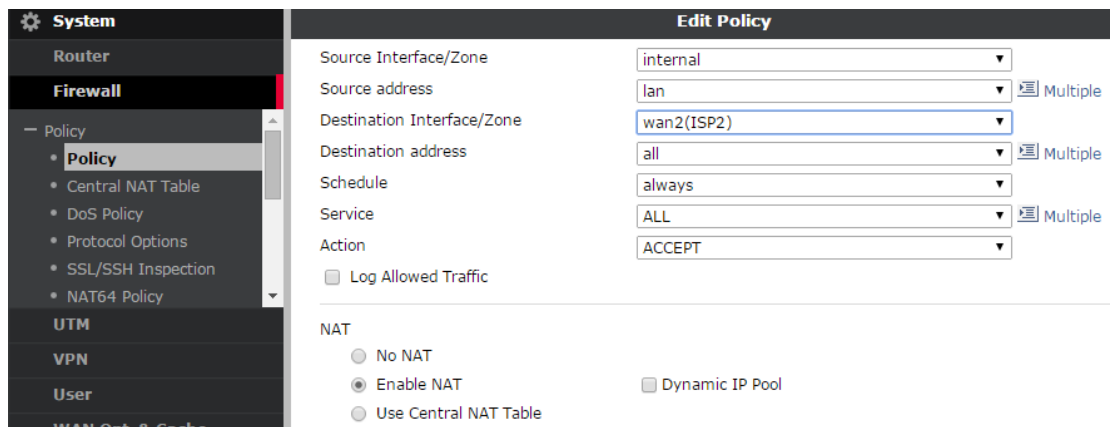 System
Router
Firewall
Policy
Policy
Central NAT Table
DoS Policy
Protocol Options
SSL/SSH Inspection
NAT64 Policy
UTM
VPN
User
WAN Opt. & Cache
Edit Policy
Source Interface/Zone internal
Source address lan Multiple
Destination Interface/Zone wan2(ISP2)
Destination address all Multiple
Schedule always
Service ALL Multiple
Action ACCEPT
Log Allowed Traffic
NAT
No NAT
Enable NAT Dynamic IP Pool
Use Central NAT Table